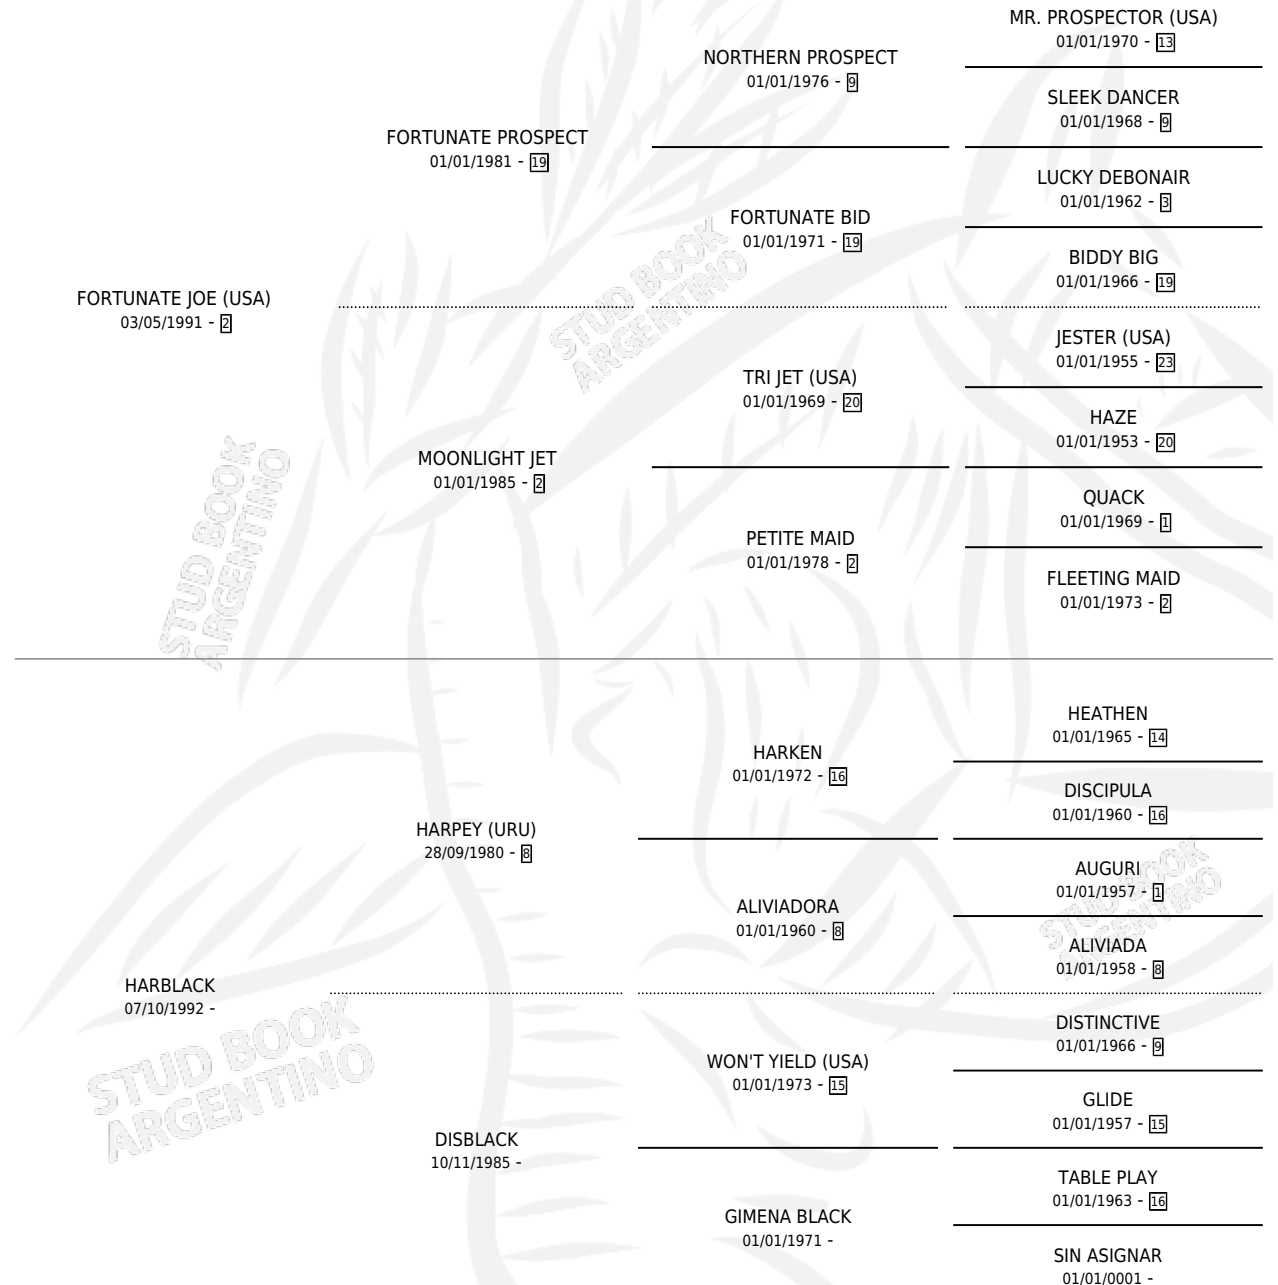 MR. PROSPECTOR (USA)
01/01/1970 - 13
NORTHERN PROSPECT
01/01/1976 - 9
SLEEK DANCER
01/01/1968 - 9
FORTUNATE PROSPECT
01/01/1981 - 19
LUCKY DEBONAIR
01/01/1962 - 3
FORTUNATE BID
01/01/1971 - 19
BIDDY BIG
01/01/1966 - 19
FORTUNATE JOE (USA)
03/05/1991 - 2
STUD BOOK
ARGENTINO
JESTER (USA)
01/01/1955 - 23
TRI JET (USA)
01/01/1969 - 20
HAZE
01/01/1953 - 20
MOONLIGHT JET
01/01/1985 - 2
QUACK
01/01/1969 - 1
PETITE MAID
01/01/1978 - 2
FLEETING MAID
01/01/1973 - 2
STUD BOOK
ARGENTINO
HEATHEN
01/01/1965 - 14
HARKEN
01/01/1972 - 16
DISCIPULA
01/01/1960 - 16
HARPEY (URU)
28/09/1980 - 8
AUGURI
01/01/1957 - 1
ALIVIADORA
01/01/1960 - 8
STUD BOOK
ARGENTINO
ALIVIADA
01/01/1958 - 8
HARBLACK
07/10/1992 -
DISTINCTIVE
01/01/1966 - 9
WON'T YIELD (USA)
01/01/1973 - 15
GLIDE
01/01/1957 - 15
STUD BOOK
ARGENTINO
DISBLACK
10/11/1985 -
TABLE PLAY
01/01/1963 - 16
GIMENA BLACK
01/01/1971 -
SIN ASIGNAR
01/01/0001 -